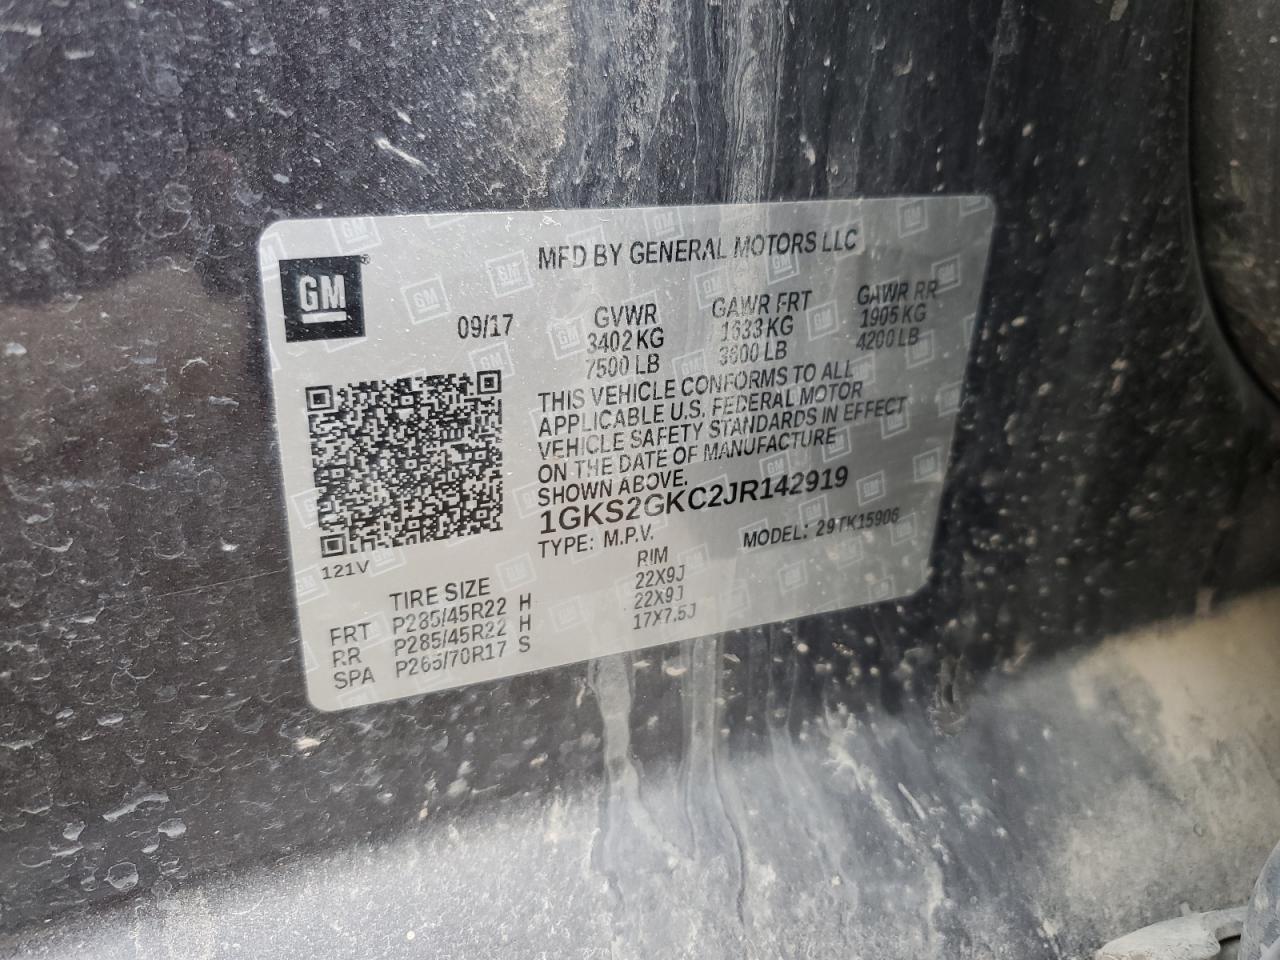 GM
MFD BY GENERAL MOTORS LLC
09/17
GVWR GAWR FRT GAWR RR
3402 KG 1633 KG 1905 KG
7500 LB 3600 LB 4200 LB
THIS VEHICLE CONFORMS TO ALL
APPLICABLE U.S. FEDERAL MOTOR
VEHICLE SAFETY STANDARDS IN EFFECT
ON THE DATE OF MANUFACTURE
SHOWN ABOVE.
1GKS2GKC2JR142919
TYPE: M.P.V. MODEL: 29TK15906
121V
TIRE SIZE RIM
FRT P285/45R22 H 22X9J
RR P285/45R22 H 22X9J
SPA P265/70R17 S 17X7.5J